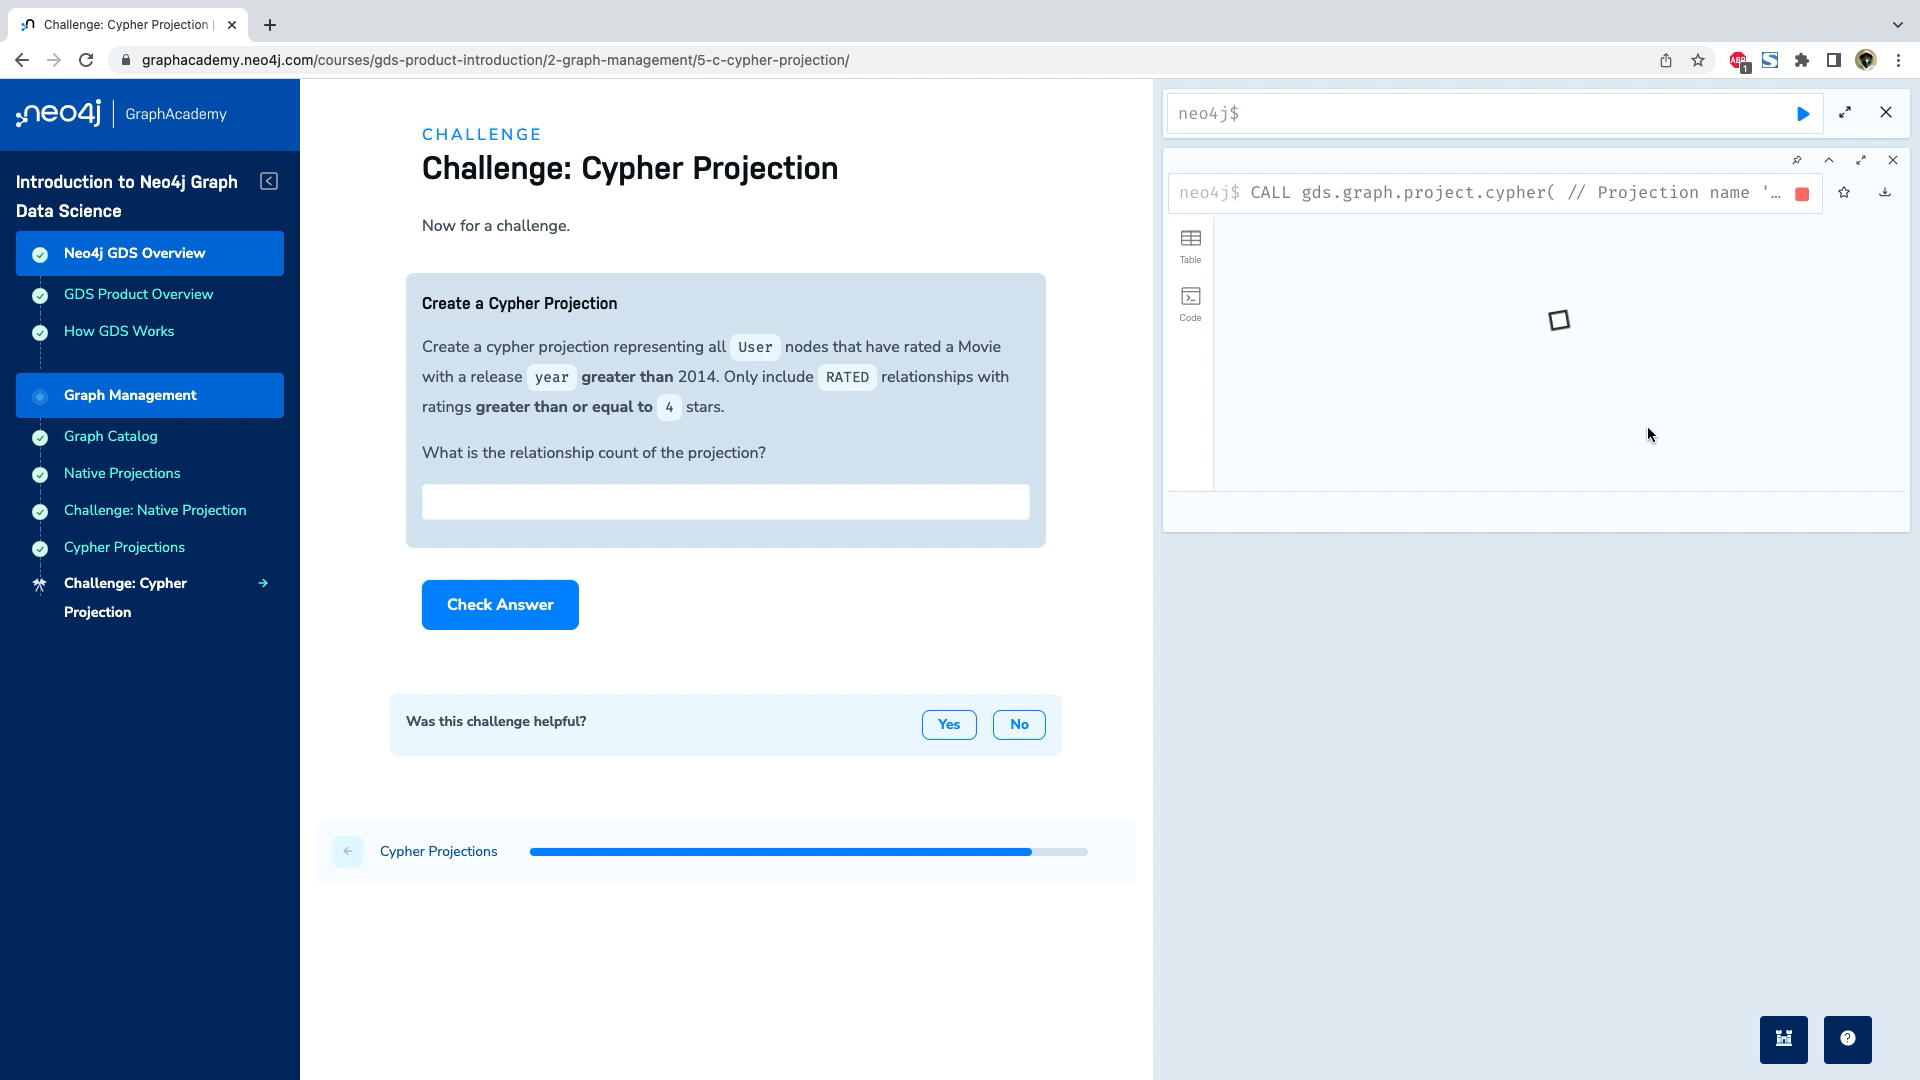 Challenge: Cypher Projection |
graphacademy.neo4j.com/courses/gds-product-introduction/2-graph-management/5-c-cypher-projection/
ABP
1
neo4j
GraphAcademy
Introduction to Neo4j Graph
Data Science
Neo4j GDS Overview
GDS Product Overview
How GDS Works
Graph Management
Graph Catalog
Native Projections
Challenge: Native Projection
Cypher Projections
Challenge: Cypher
Projection
CHALLENGE
Challenge: Cypher Projection
Now for a challenge.
Create a Cypher Projection
Create a cypher projection representing all User nodes that have rated a Movie
with a release year greater than 2014. Only include RATED relationships with
ratings greater than or equal to 4 stars.
What is the relationship count of the projection?
Check Answer
Was this challenge helpful?
Yes
No
Cypher Projections
neo4j$
neo4j$ CALL gds.graph.project.cypher( // Projection name '…
Table
Code